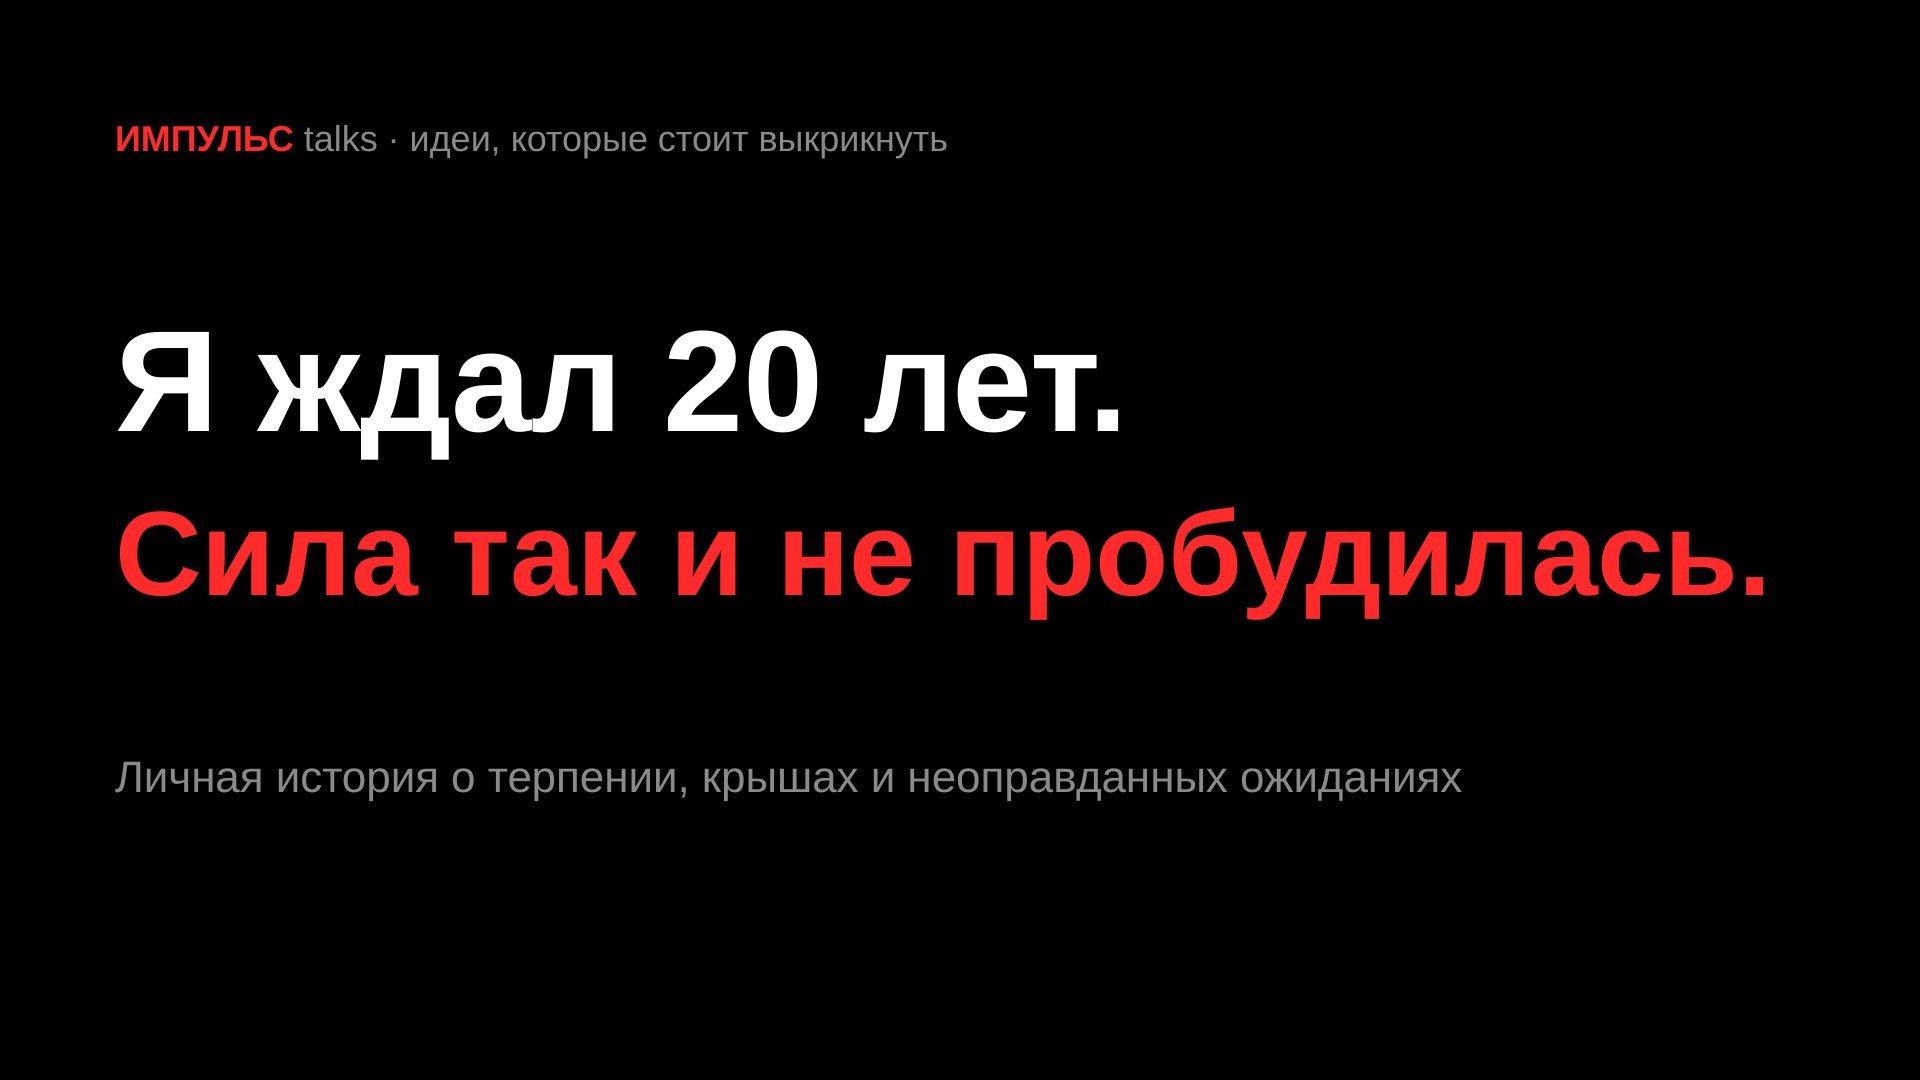 ИМПУЛЬС talks · идеи, которые стоит выкрикнуть
Я ждал 20 лет.
Сила так и не пробудилась.
Личная история о терпении, крышах и неоправданных ожиданиях